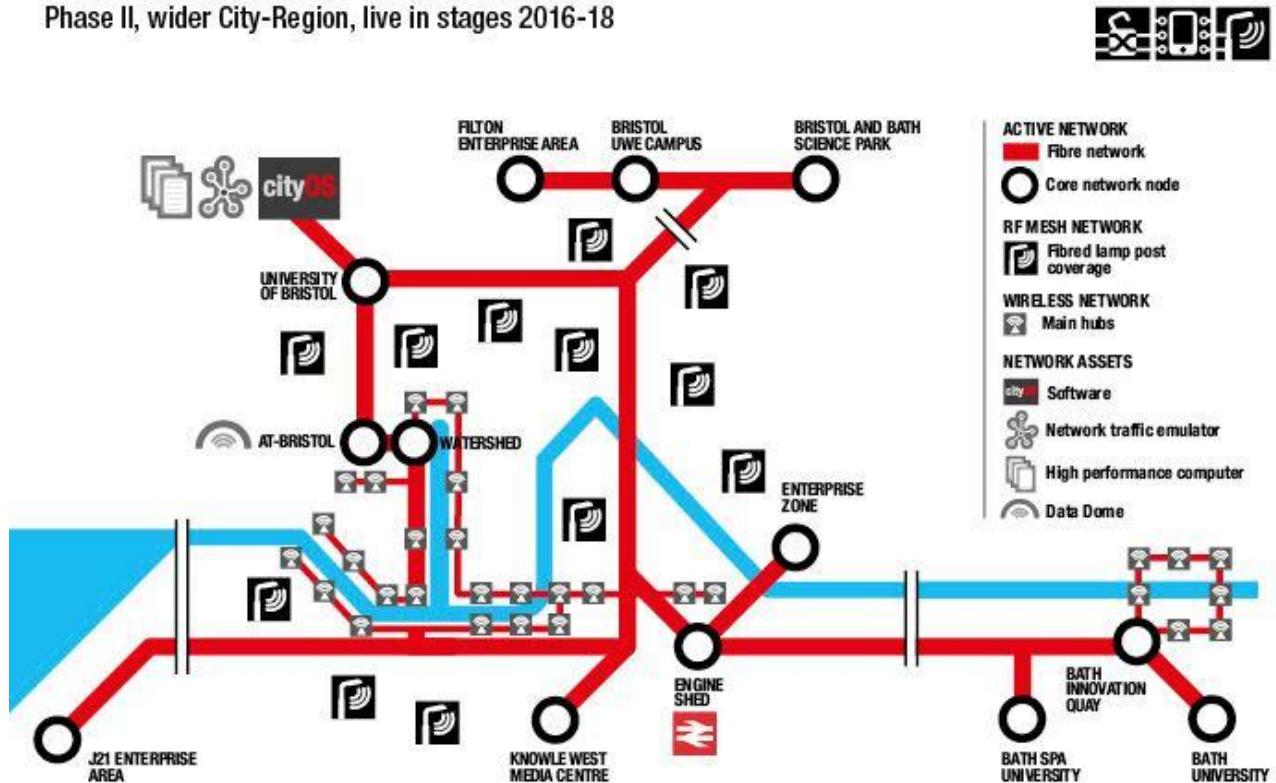 Phase II, wider City-Region, live in stages 2016-18
FILTON
ENTERPRISE AREA
BRISTOL
UWE CAMPUS
BRISTOL AND BATH
SCIENCE PARK
cityOS
UNIVERSITY
OF BRISTOL
AT-BRISTOL
WATERSHED
ENTERPRISE
ZONE
ENGINE
SHED
J21 ENTERPRISE
AREA
KNOWLE WEST
MEDIA CENTRE
BATH
INNOVATION
QUAY
BATH SPA
UNIVERSITY
BATH
UNIVERSITY
ACTIVE NETWORK
Fibre network
Core network node
RF MESH NETWORK
Fibred lamp post
coverage
WIRELESS NETWORK
Main hubs
NETWORK ASSETS
cityOS
Software
Network traffic emulator
High performance computer
Data Dome